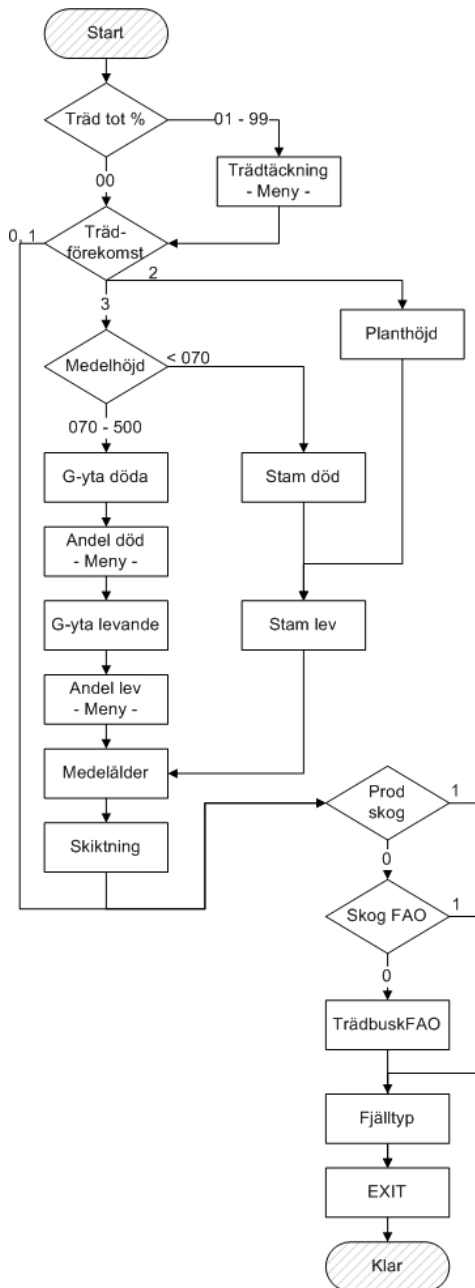 Start
Träd tot %
01 - 99
Trädtäckning
- Meny -
00
0, 1
Träd-
förekomst
2
3
Planthöjd
Medelhöjd
< 070
070 - 500
G-yta döda
Stam död
Andel död
- Meny -
G-yta levande
Stam lev
Andel lev
- Meny -
Medelälder
Prod
skog
1
Skiktning
0
Skog FAO
1
0
TrädbuskFAO
Fjälltyp
EXIT
Klar